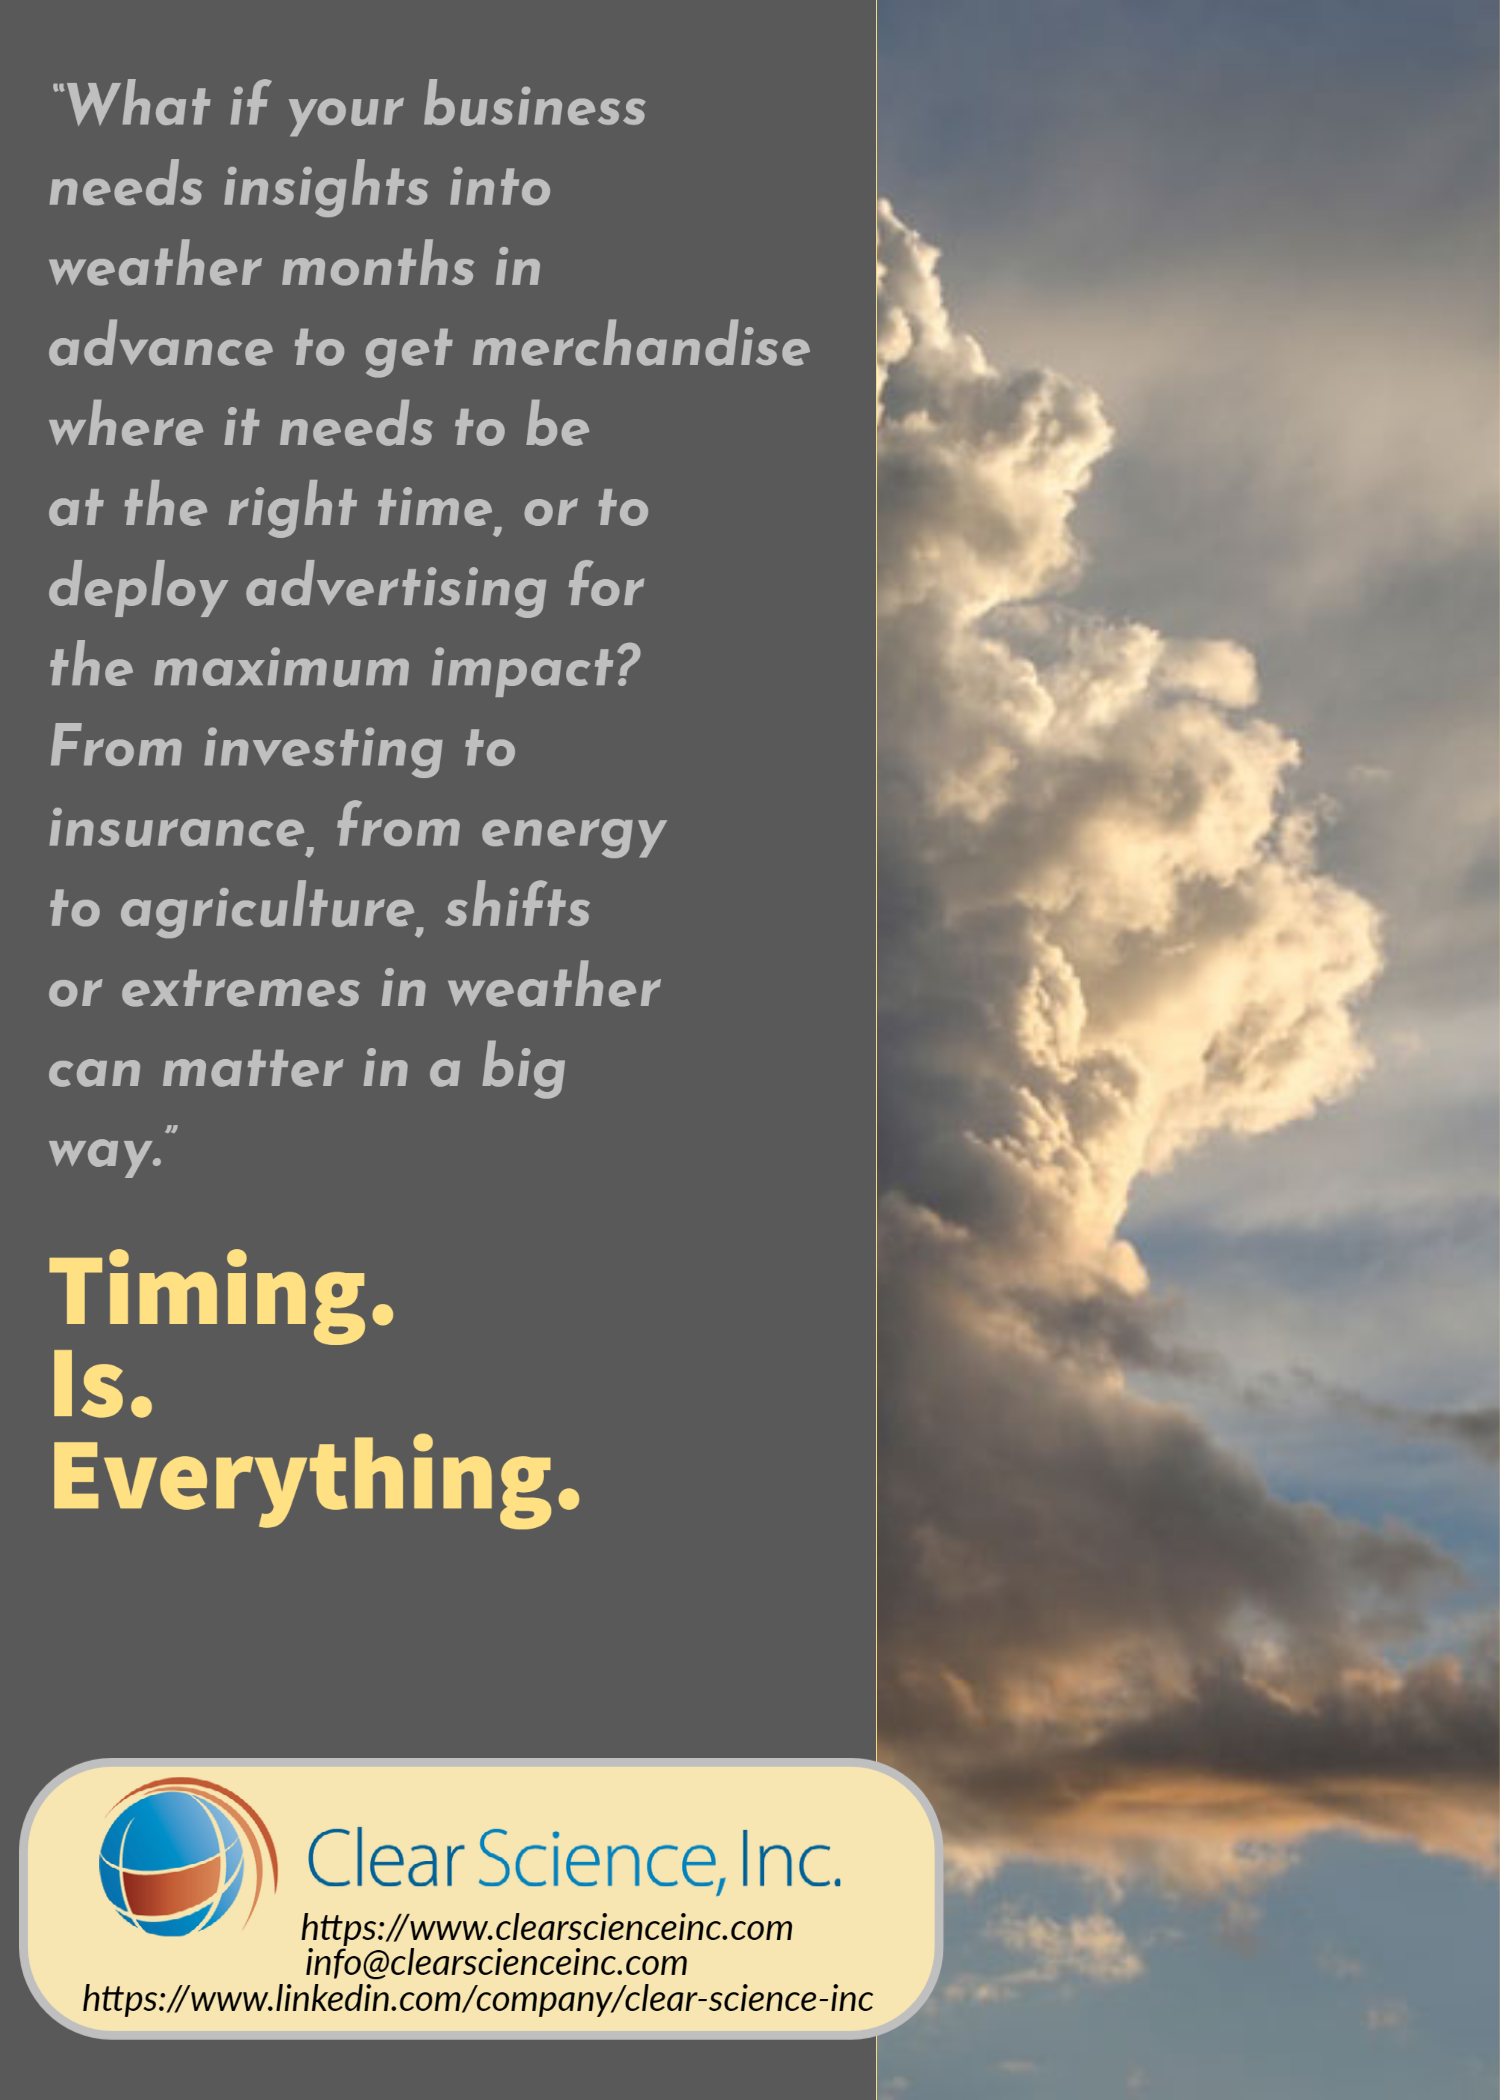 “What if your business
needs insights into
weather months in
advance to get merchandise
where it needs to be
at the right time, or to
deploy advertising for
the maximum impact?
From investing to
insurance, from energy
to agriculture, shifts
or extremes in weather
can matter in a big
way.”
Timing.
Is.
Everything.
Clear Science, Inc.
https://www.clearscienceinc.com
info@clearscienceinc.com
https://www.linkedin.com/company/clear-science-inc